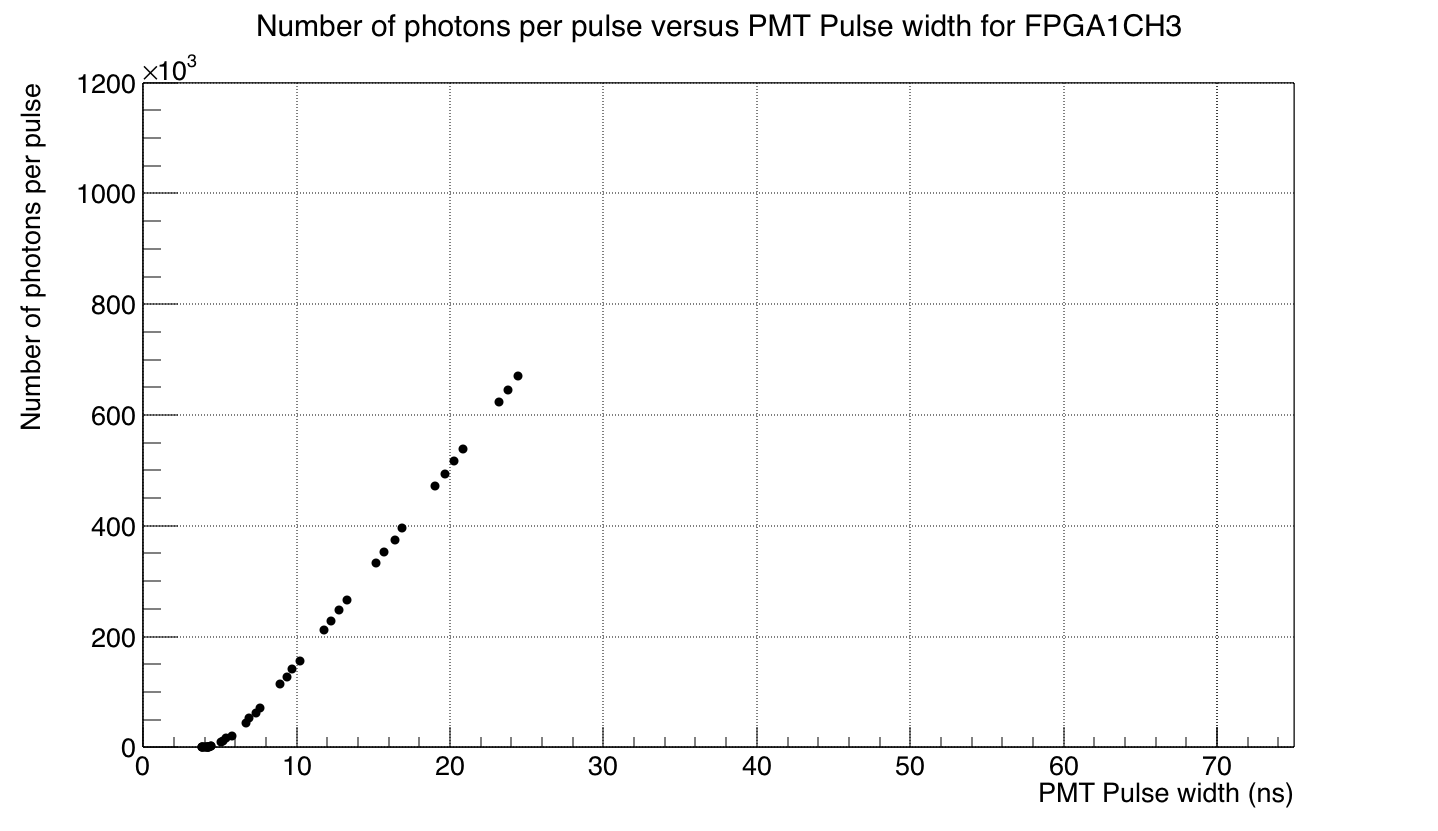 Number of photons per pulse versus PMT Pulse width for FPGA1CH3
×10³
Number of photons per pulse
1200
1000
800
600
400
200
0
0 10 20 30 40 50 60 70
PMT Pulse width (ns)